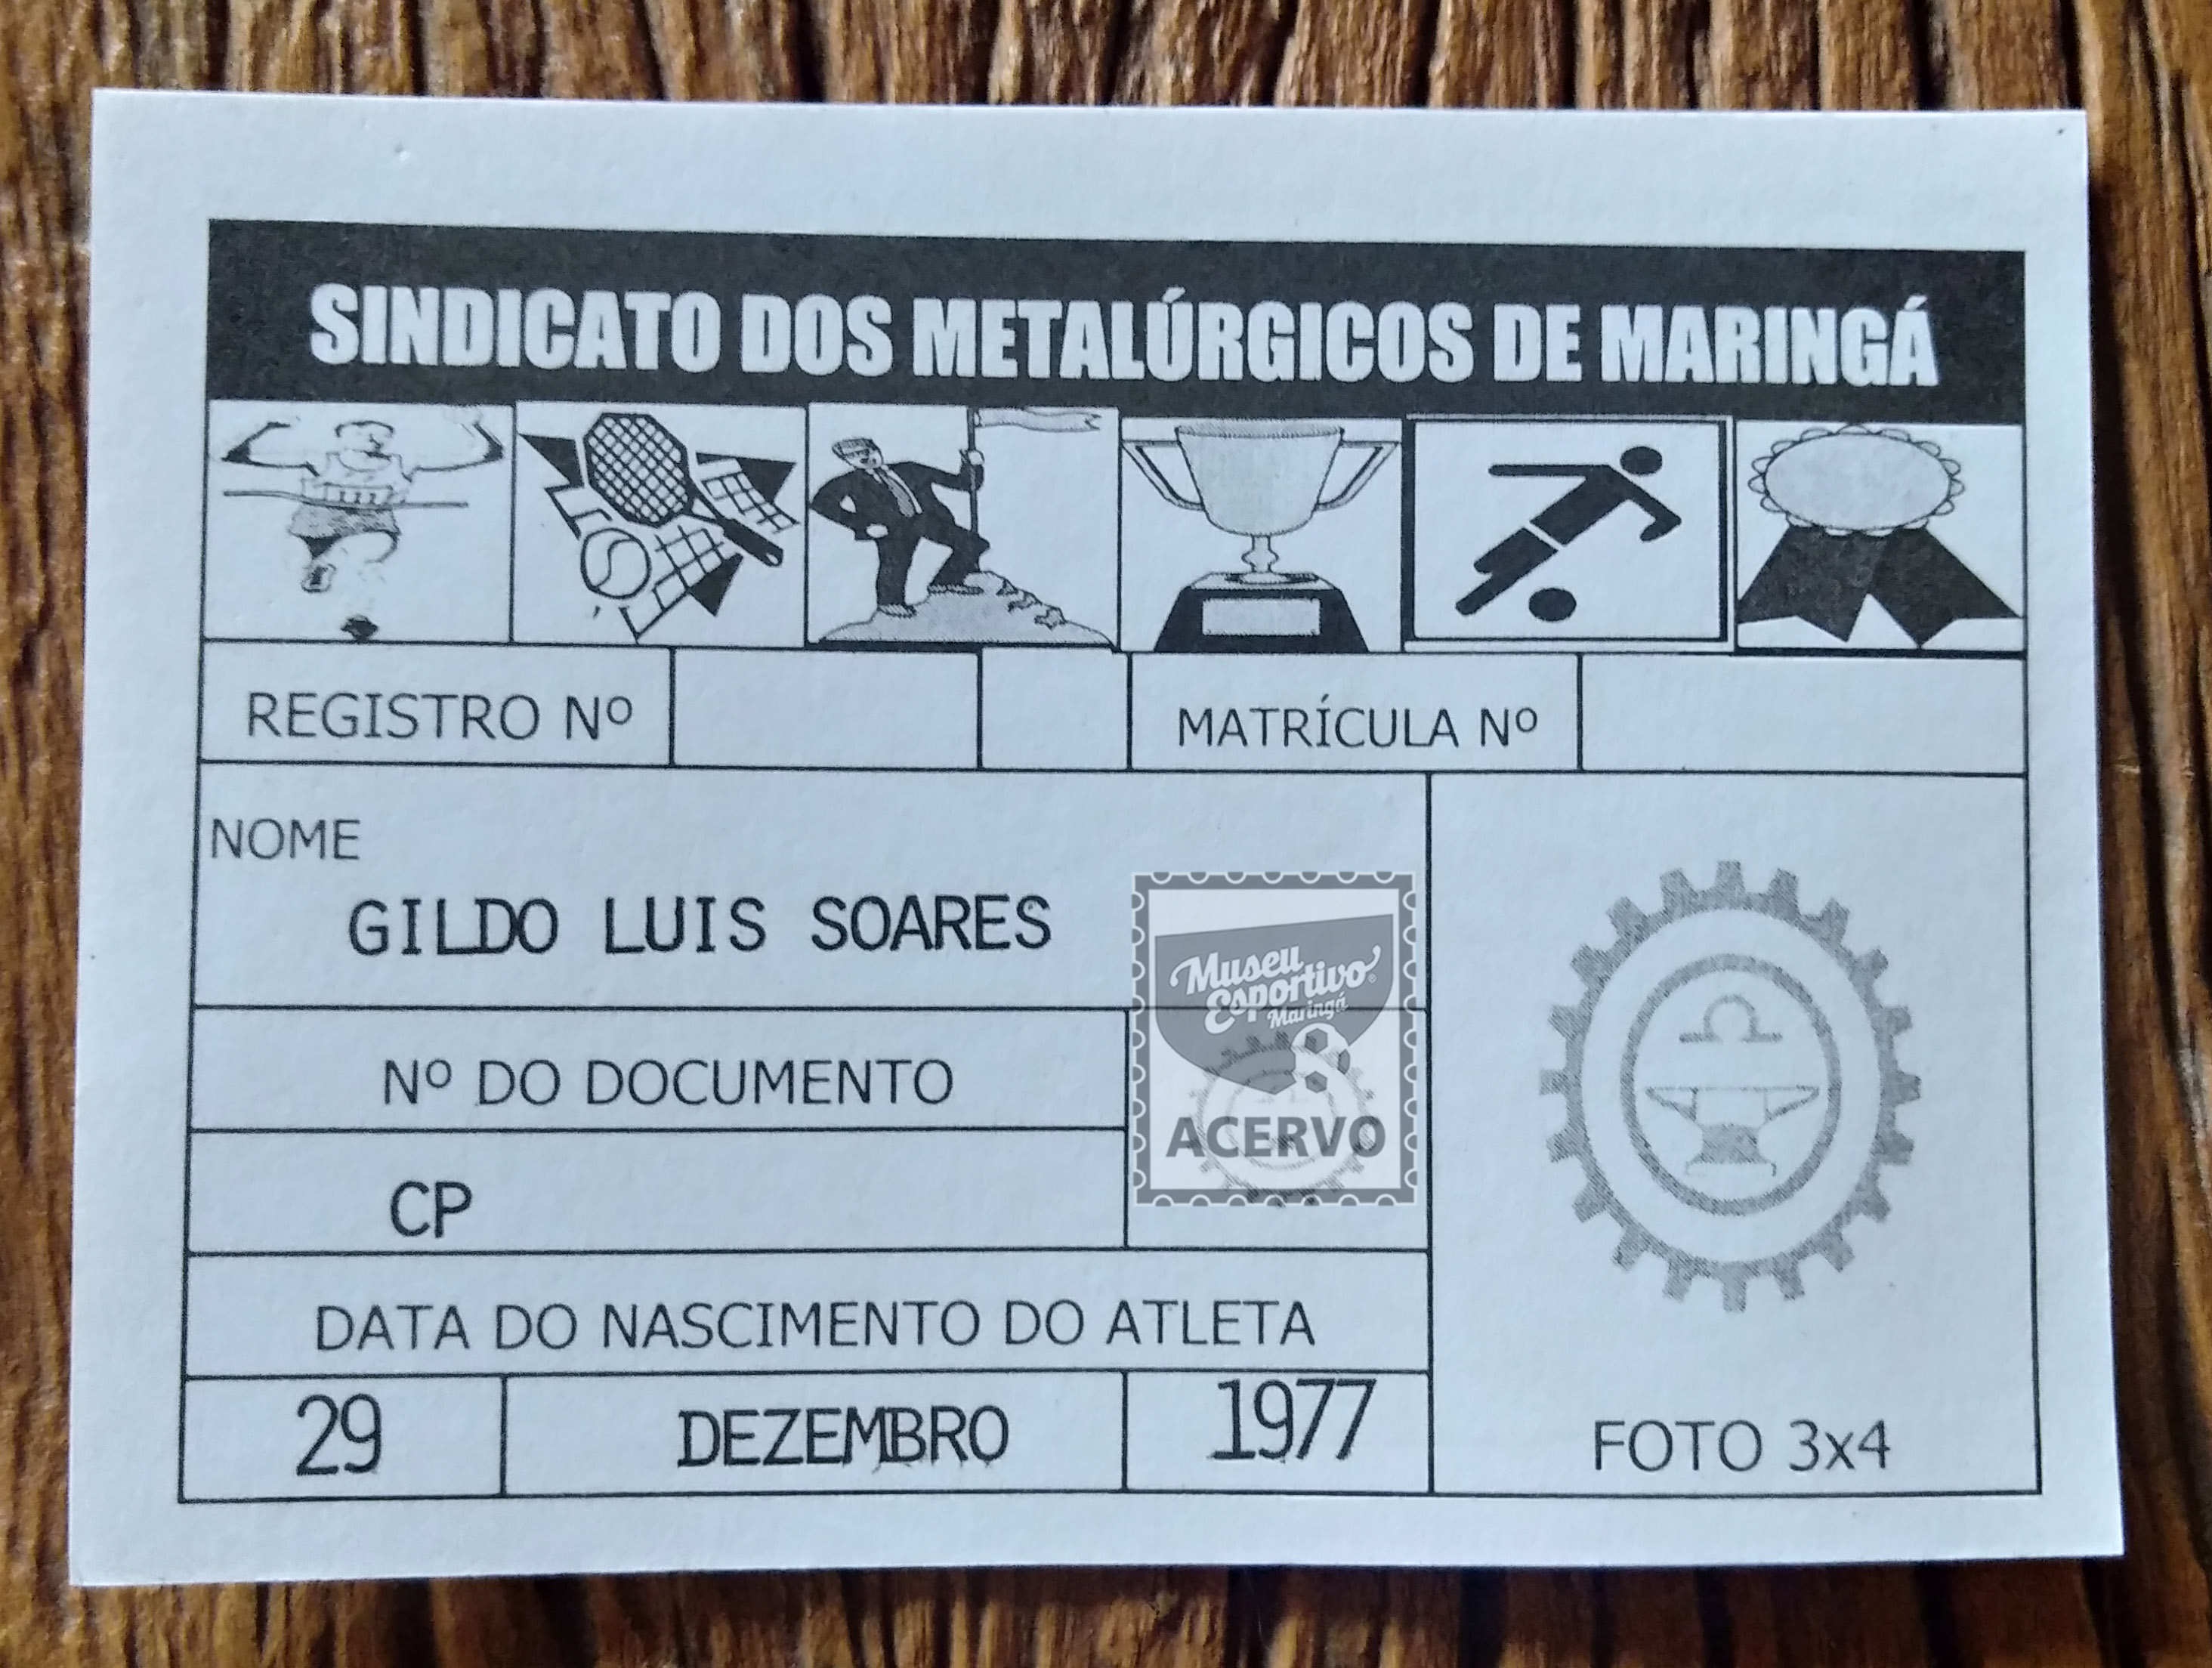 SINDICATO DOS METALÚRGICOS DE MARINGÁ
REGISTRO Nº
MATRÍCULA Nº
NOME
GILDO LUIS SOARES
Museu
Esportivo
Maringá
ACERVO
Nº DO DOCUMENTO
CP
DATA DO NASCIMENTO DO ATLETA
29 DEZEMBRO 1977
FOTO 3x4